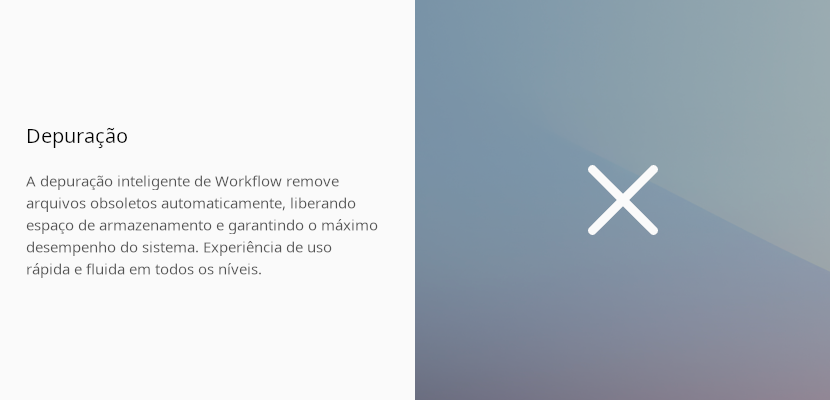 Depuração
A depuração inteligente de Workflow remove
arquivos obsoletos automaticamente, liberando
espaço de armazenamento e garantindo o máximo
desempenho do sistema. Experiência de uso
rápida e fluida em todos os níveis.